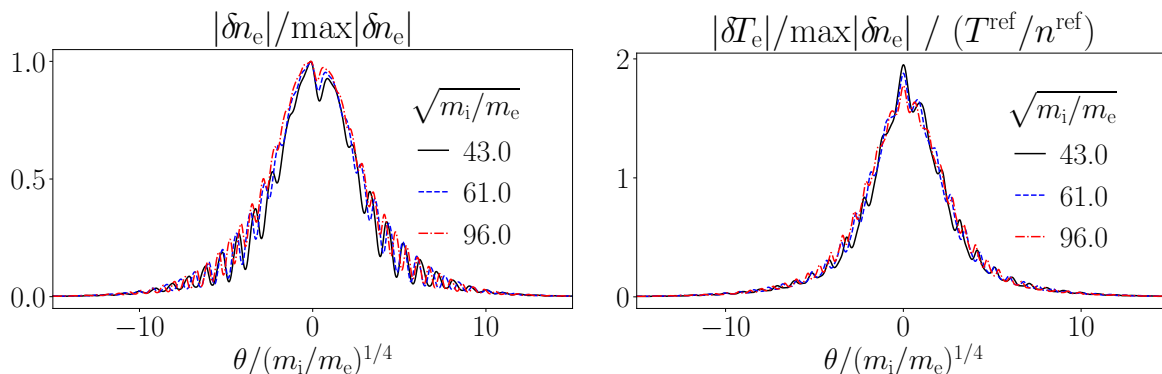 |δn_e|/max|δn_e|
1.0
0.5
0.0
√(m_i/m_e)
43.0
61.0
96.0
−10 0 10
θ/(m_i/m_e)^{1/4}
|δT_e|/max|δn_e| / (T^{ref}/n^{ref})
2
1
0
√(m_i/m_e)
43.0
61.0
96.0
−10 0 10
θ/(m_i/m_e)^{1/4}